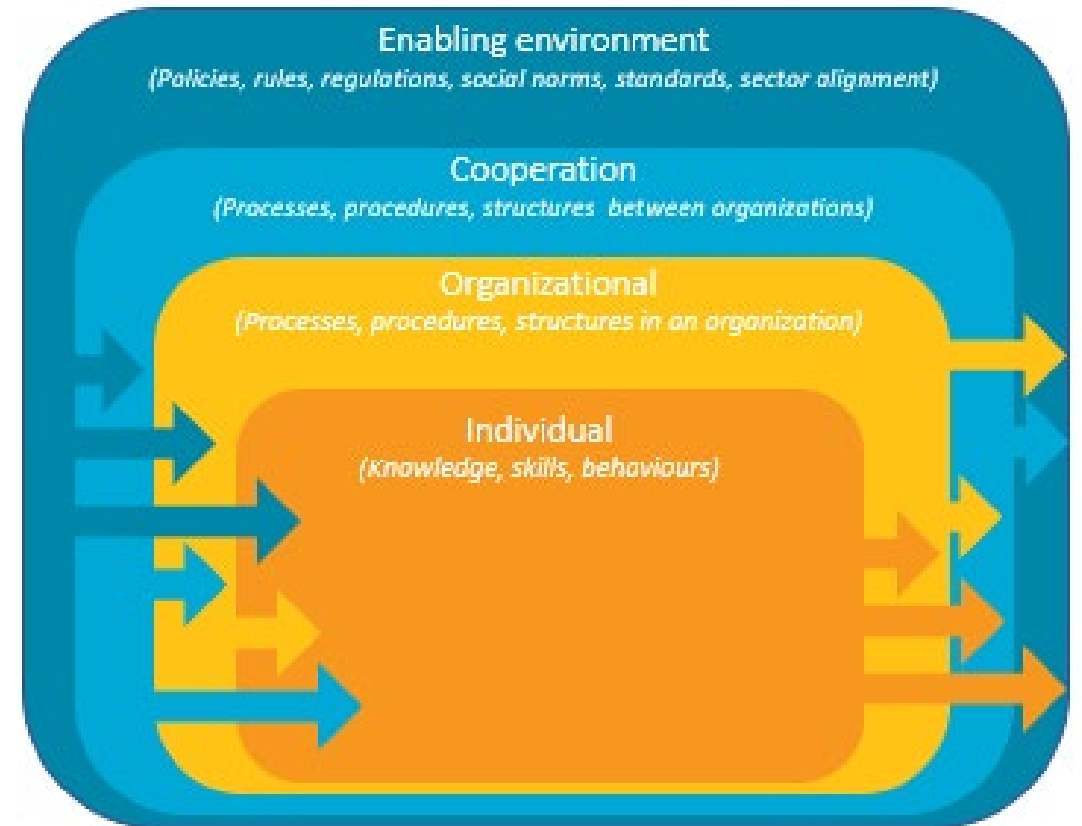 Enabling environment
(Policies, rules, regulations, social norms, standards, sector alignment)
Cooperation
(Processes, procedures, structures between organizations)
Organizational
(Processes, procedures, structures in an organization)
Individual
(Knowledge, skills, behaviours)